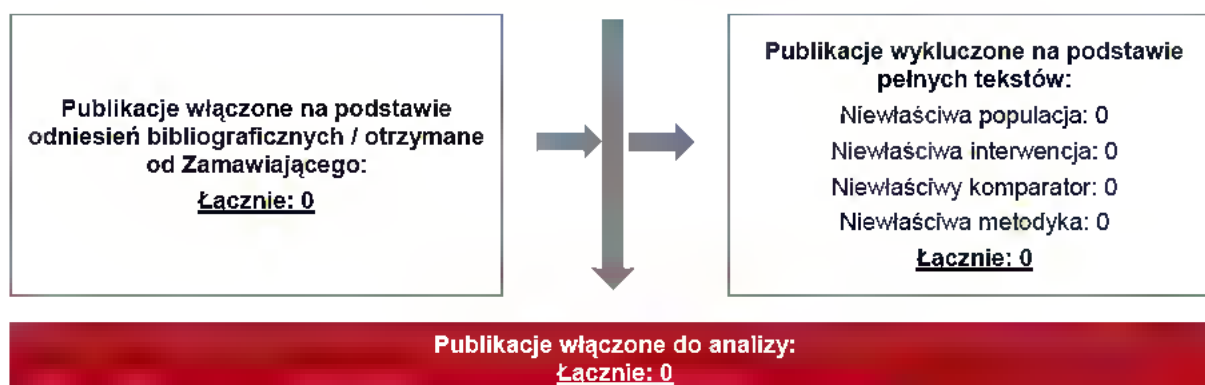 Publikacje włączone na podstawie
odniesień bibliograficznych / otrzymane
od Zamawiającego:
Łącznie: 0
Publikacje wykluczone na podstawie
pełnych tekstów:
Niewłaściwa populacja: 0
Niewłaściwa interwencja: 0
Niewłaściwy komparator: 0
Niewłaściwa metodyka: 0
Łącznie: 0
Publikacje włączone do analizy:
Łącznie: 0